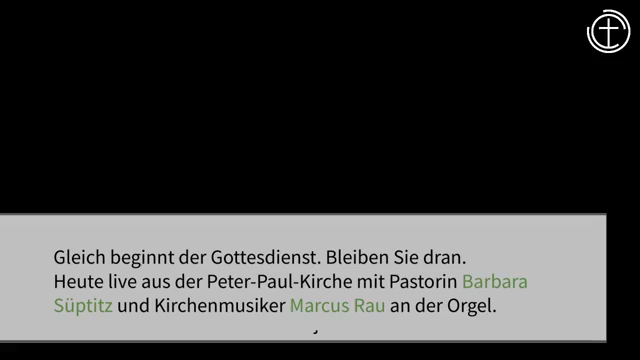 Gleich beginnt der Gottesdienst. Bleiben Sie dran.
Heute live aus der Peter-Paul-Kirche mit Pastorin Barbara
Süptitz und Kirchenmusiker Marcus Rau an der Orgel.